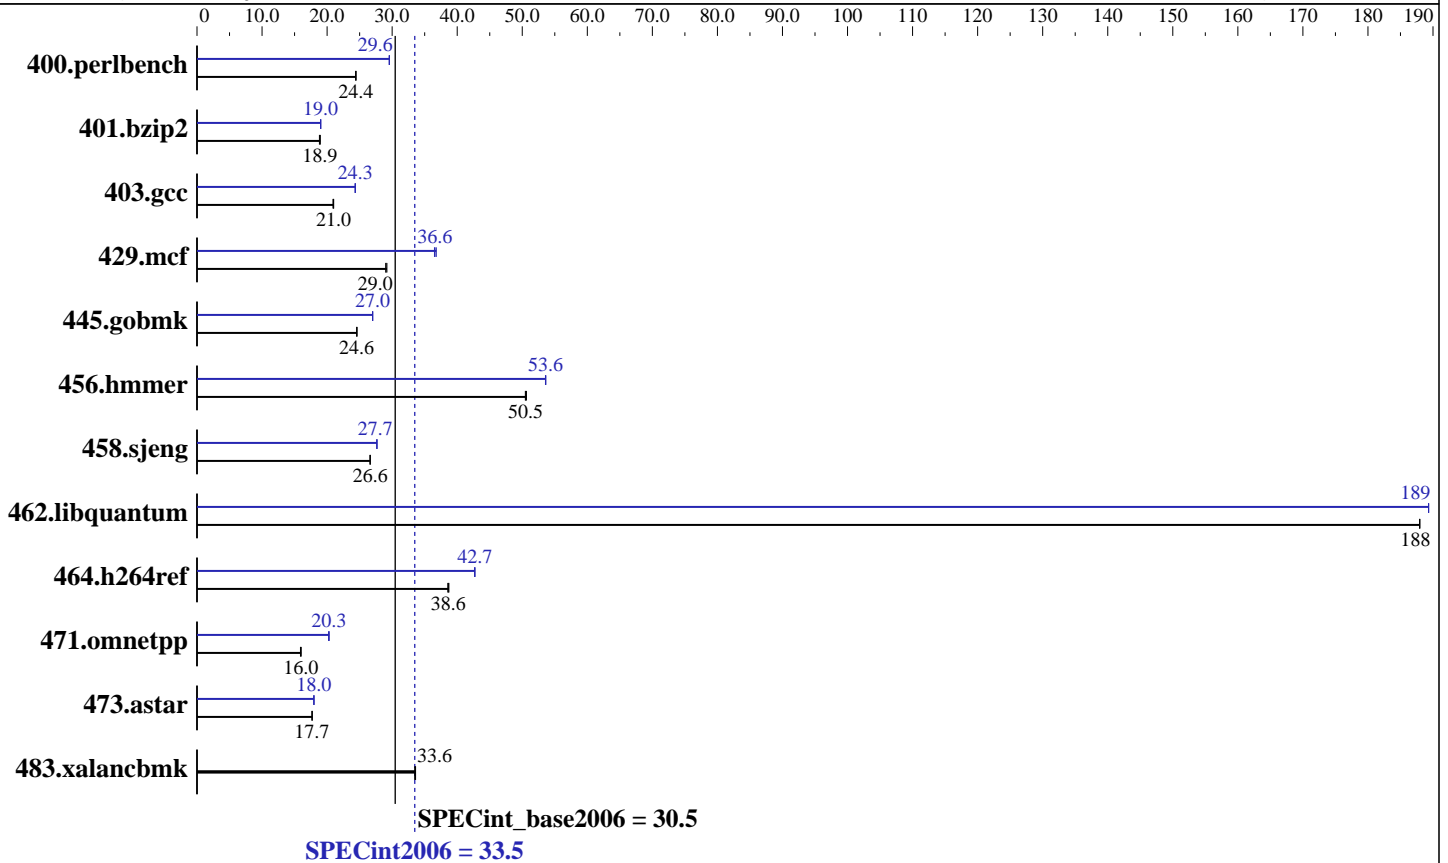 0 10.0 20.0 30.0 40.0 50.0 60.0 70.0 80.0 90.0 100 110 120 130 140 150 160 170 180 190
29.6
400.perlbench
24.4
19.0
401.bzip2
18.9
24.3
403.gcc
21.0
36.6
429.mcf
29.0
27.0
445.gobmk
24.6
53.6
456.hmmer
50.5
27.7
458.sjeng
26.6
189
462.libquantum
188
42.7
464.h264ref
38.6
20.3
471.omnetpp
16.0
18.0
473.astar
17.7
33.6
483.xalancbmk
SPECint_base2006 = 30.5
SPECint2006 = 33.5